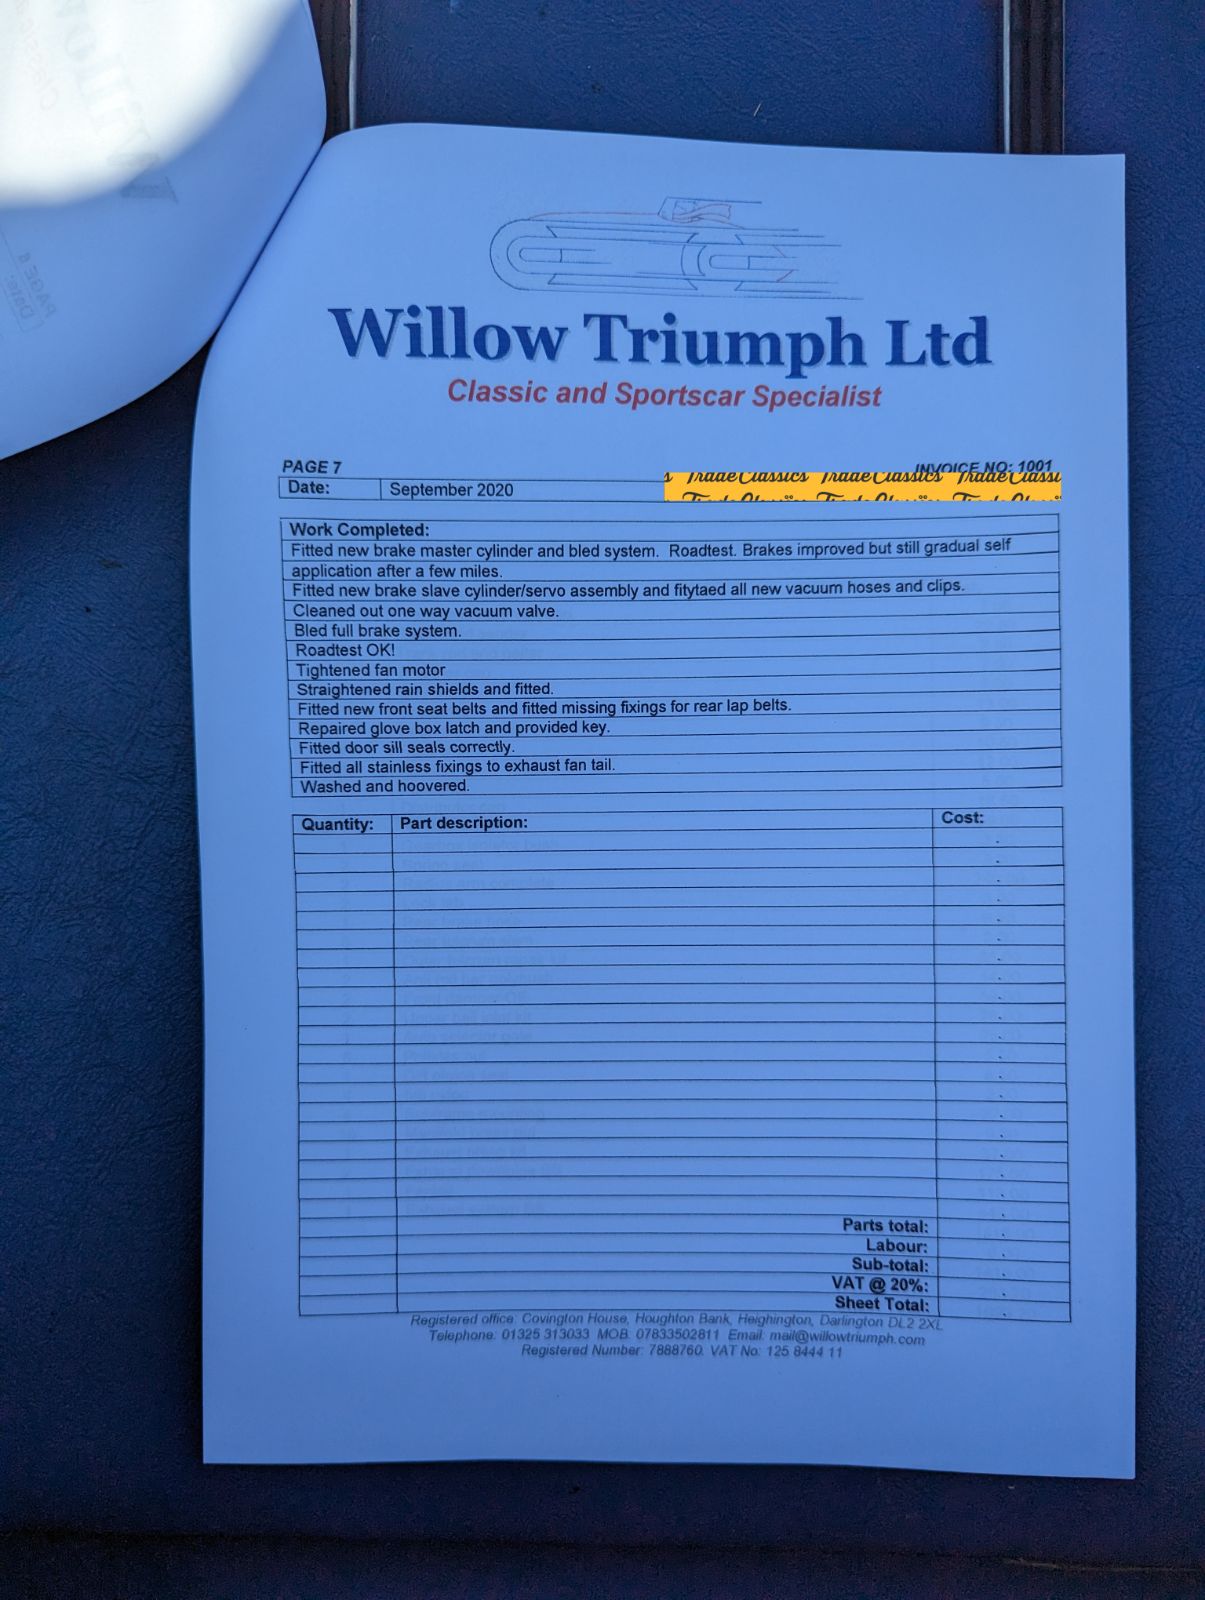 Willow Triumph Ltd
Classic and Sportscar Specialist
PAGE 7 INVOICE NO: 1001
Date: September 2020
Trade Classics Trade Classics Trade Classi
Work Completed:
Fitted new brake master cylinder and bled system. Roadtest. Brakes improved but still gradual self
application after a few miles.
Fitted new brake slave cylinder/servo assembly and fitytaed all new vacuum hoses and clips.
Cleaned out one way vacuum valve.
Bled full brake system.
Roadtest OK!
Tightened fan motor
Straightened rain shields and fitted.
Fitted new front seat belts and fitted missing fixings for rear lap belts.
Repaired glove box latch and provided key.
Fitted door sill seals correctly.
Fitted all stainless fixings to exhaust fan tail.
Washed and hoovered.
Quantity: Part description: Cost:
Parts total:
Labour:
Sub-total:
VAT @ 20%:
Sheet Total:
Registered office: Covington House, Houghton Bank, Heighington, Darlington DL2 2XL
Telephone: 01325 313033 MOB: 07833502811 Email: mail@willowtriumph.com
Registered Number: 7888760. VAT No: 125 8444 11